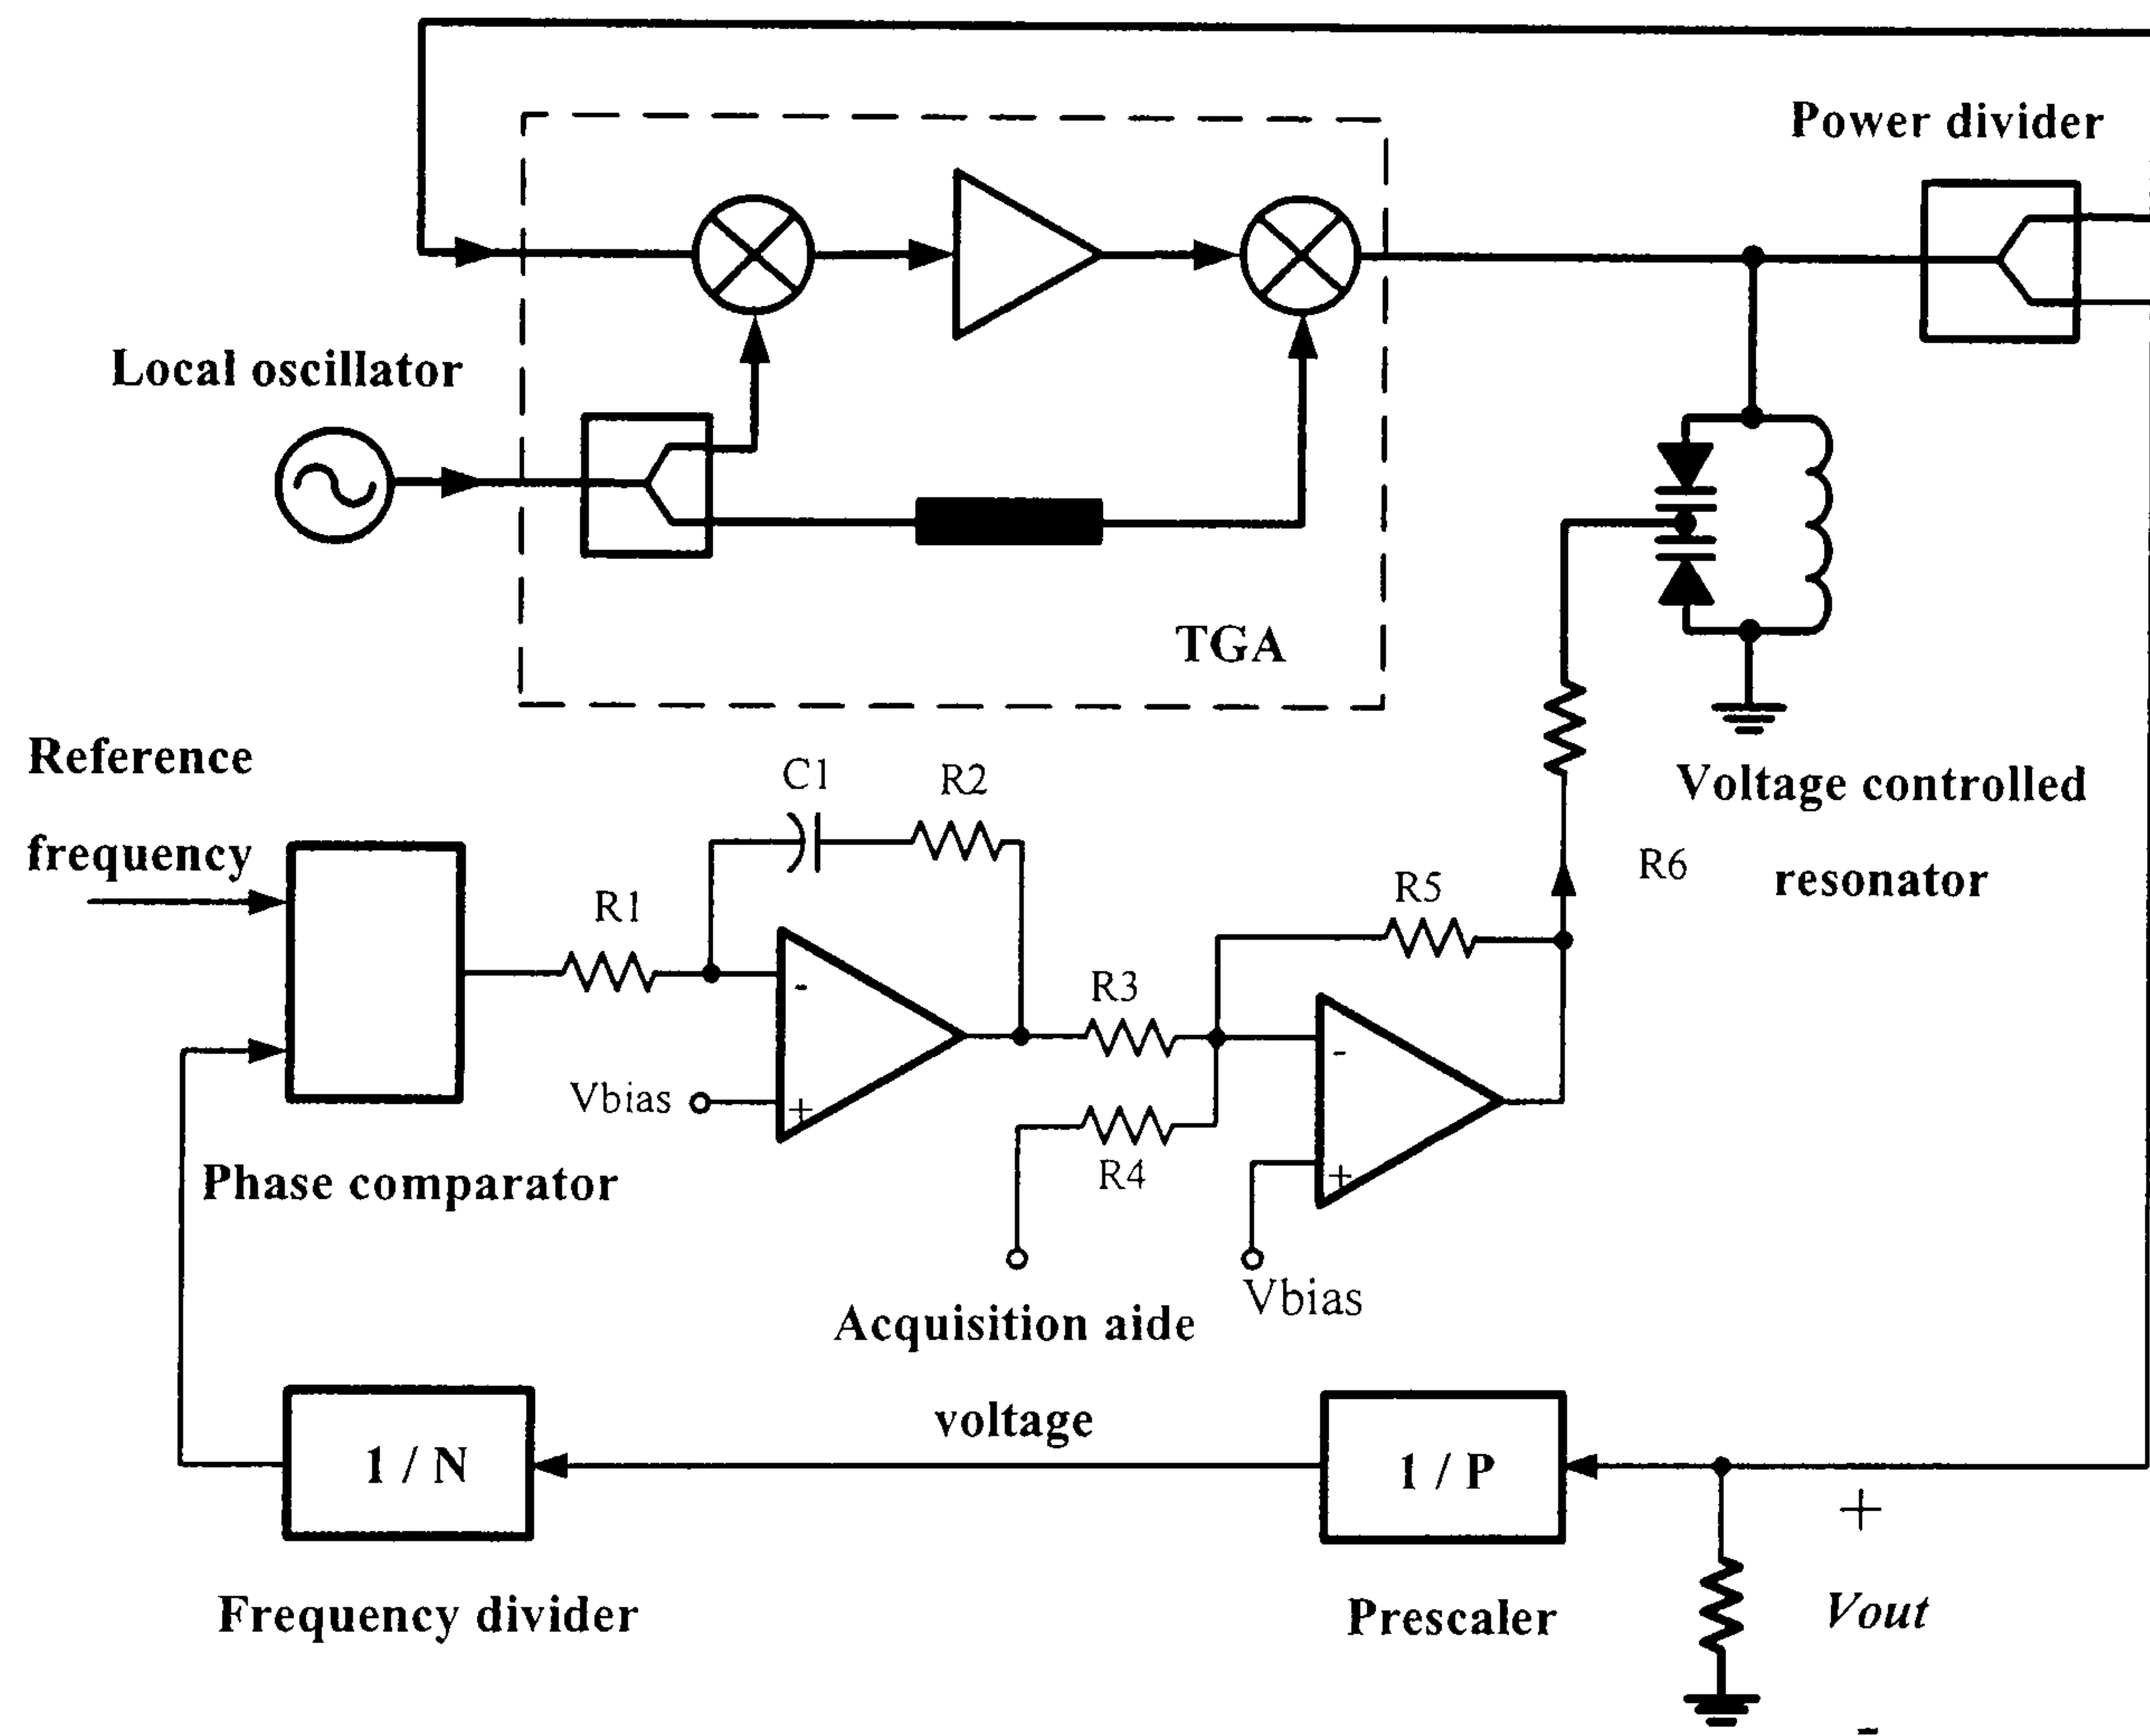 Power divider
Local oscillator
TGA
Reference
frequency
C1
R2
Voltage controlled
resonator
R6
R5
R1
R3
-
-
Vbias
+
R4
+
Phase comparator
Vbias
Acquisition aide
voltage
1 / N
1 / P
+
Frequency divider
Prescaler
Vout
-